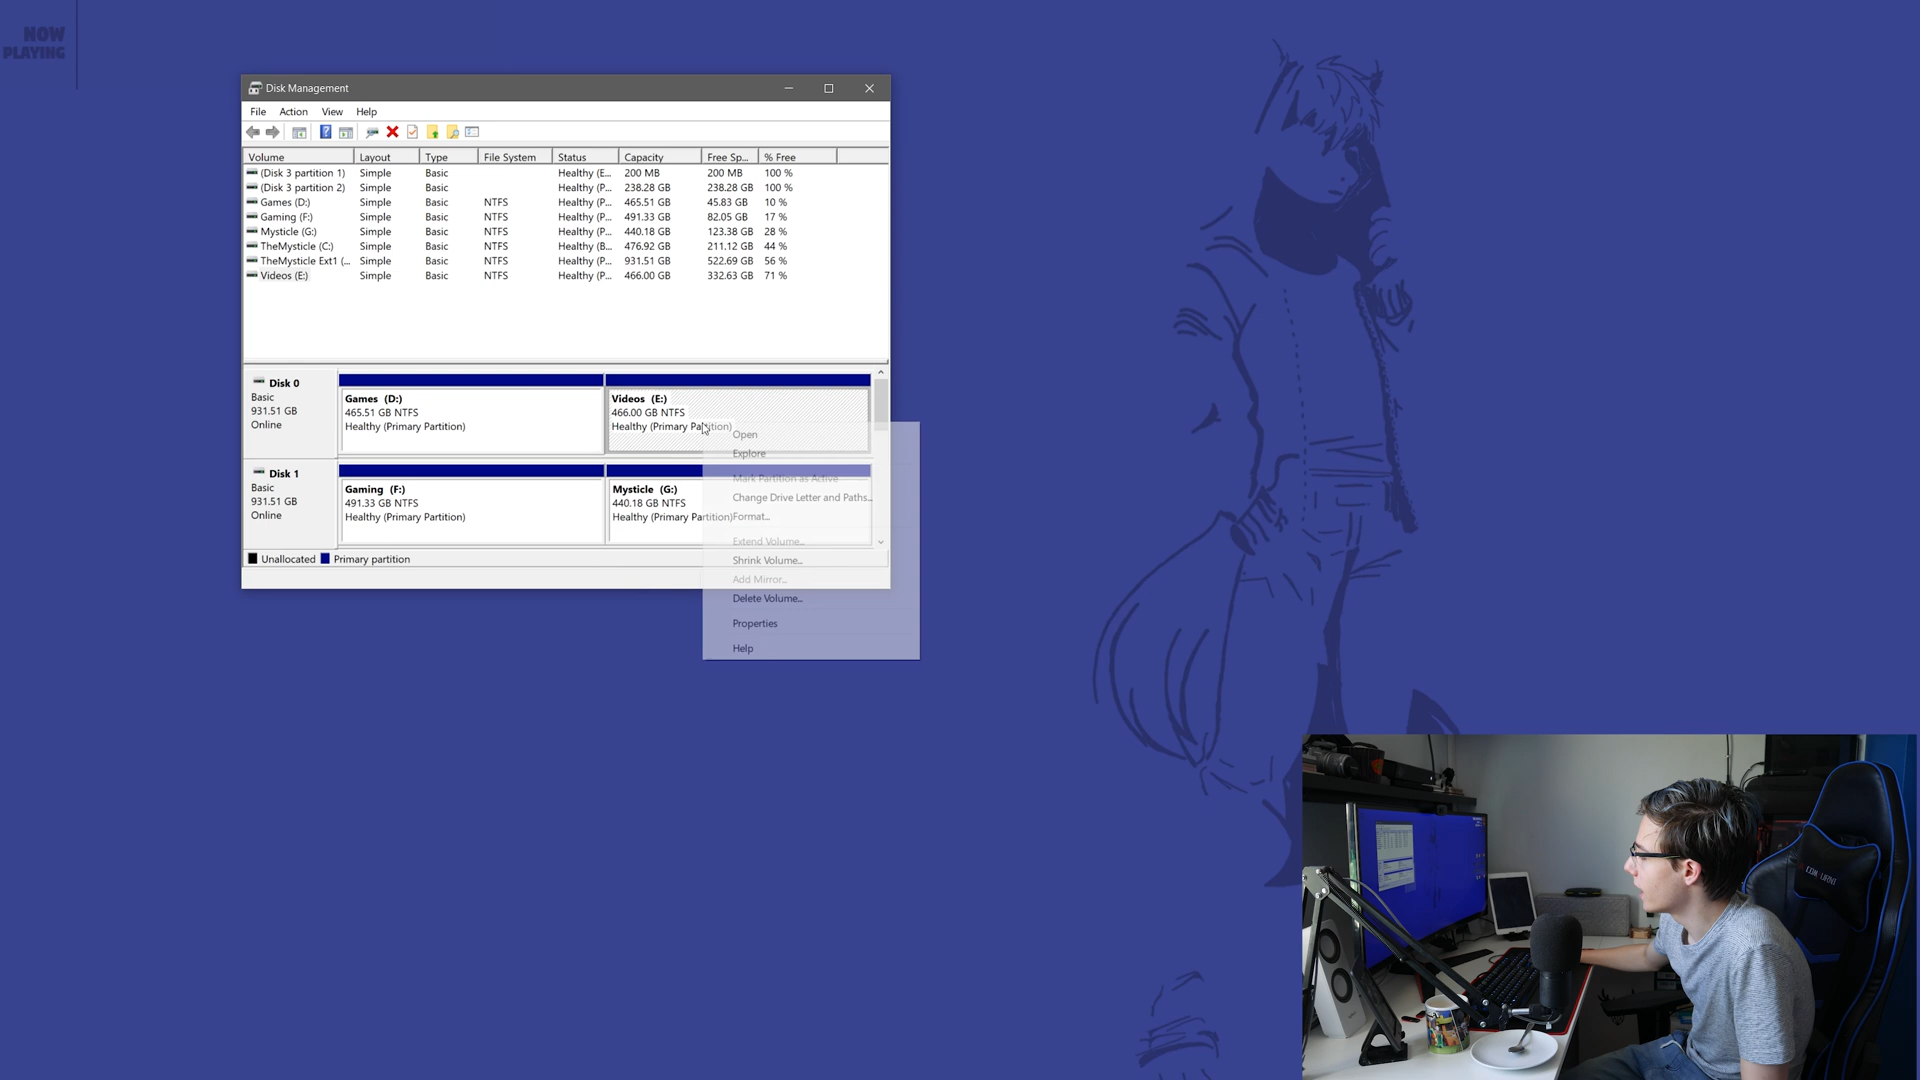 NOW
PLAYING
Disk Management
File Action View Help
Volume Layout Type File System Status Capacity Free Sp... % Free
(Disk 3 partition 1) Simple Basic Healthy (E... 200 MB 200 MB 100 %
(Disk 3 partition 2) Simple Basic Healthy (P... 238.28 GB 238.28 GB 100 %
Games (D:) Simple Basic NTFS Healthy (P... 465.51 GB 45.83 GB 10 %
Gaming (F:) Simple Basic NTFS Healthy (P... 491.33 GB 82.05 GB 17 %
Mysticle (G:) Simple Basic NTFS Healthy (P... 440.18 GB 123.38 GB 28 %
TheMysticle (C:) Simple Basic NTFS Healthy (B... 476.92 GB 211.12 GB 44 %
TheMysticle Ext1 (... Simple Basic NTFS Healthy (P... 931.51 GB 522.69 GB 56 %
Videos (E:) Simple Basic NTFS Healthy (P... 466.00 GB 332.63 GB 71 %
Disk 0
Basic
931.51 GB
Online
Games (D:)
465.51 GB NTFS
Healthy (Primary Partition)
Videos (E:)
466.00 GB NTFS
Healthy (Primary Partition)
Disk 1
Basic
931.51 GB
Online
Gaming (F:)
491.33 GB NTFS
Healthy (Primary Partition)
Mysticle (G:)
440.18 GB NTFS
Healthy (Primary Partition)
Unallocated Primary partition
Open
Explore
Mark Partition as Active
Change Drive Letter and Paths...
Format...
Extend Volume...
Shrink Volume...
Add Mirror...
Delete Volume...
Properties
Help